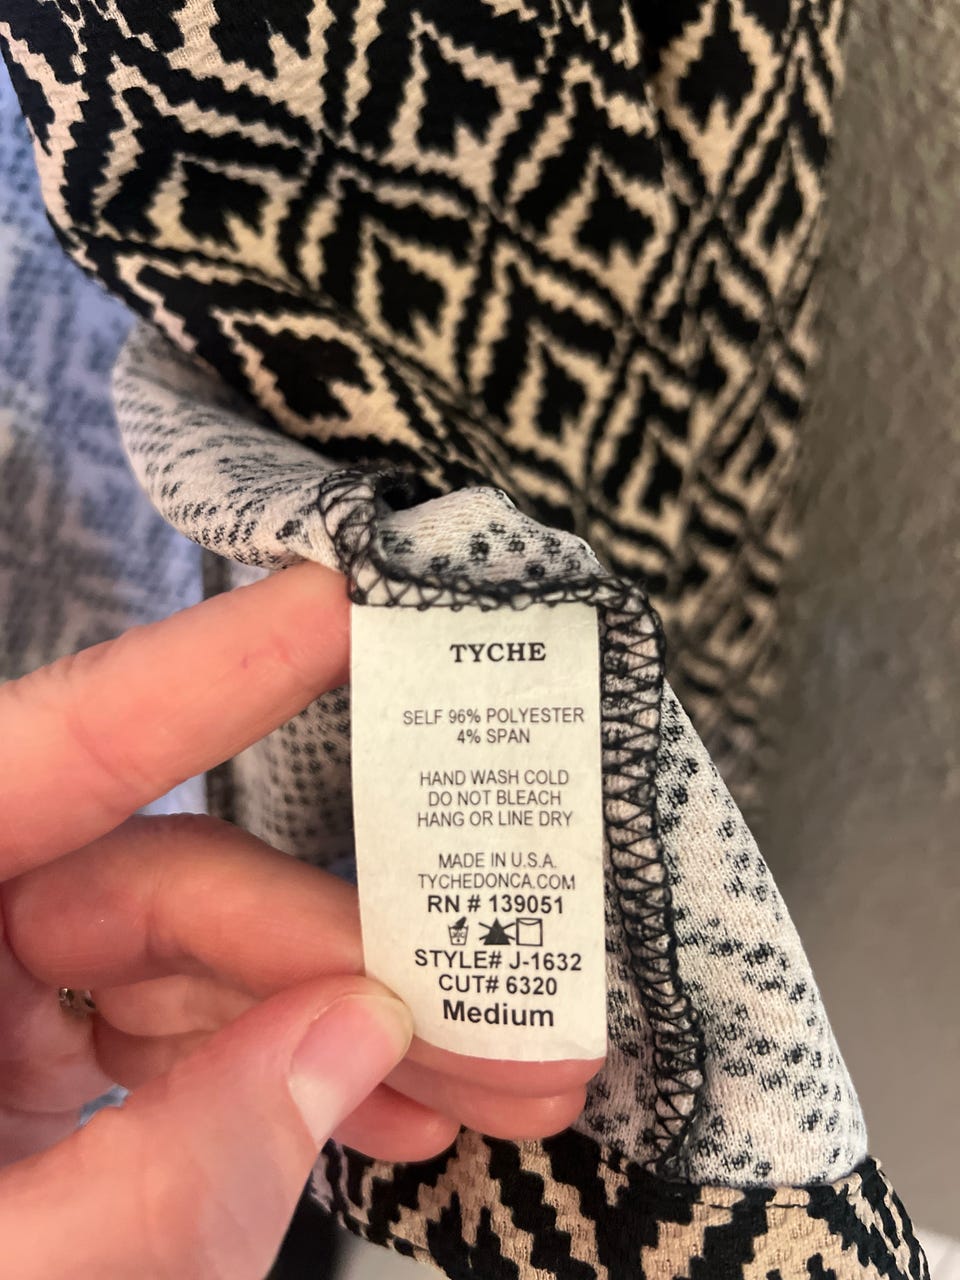 TYCHE
SELF 96% POLYESTER
4% SPAN
HAND WASH COLD
DO NOT BLEACH
HANG OR LINE DRY
MADE IN U.S.A.
TYCHEDONCA.COM
RN # 139051
STYLE# J-1632
CUT# 6320
Medium